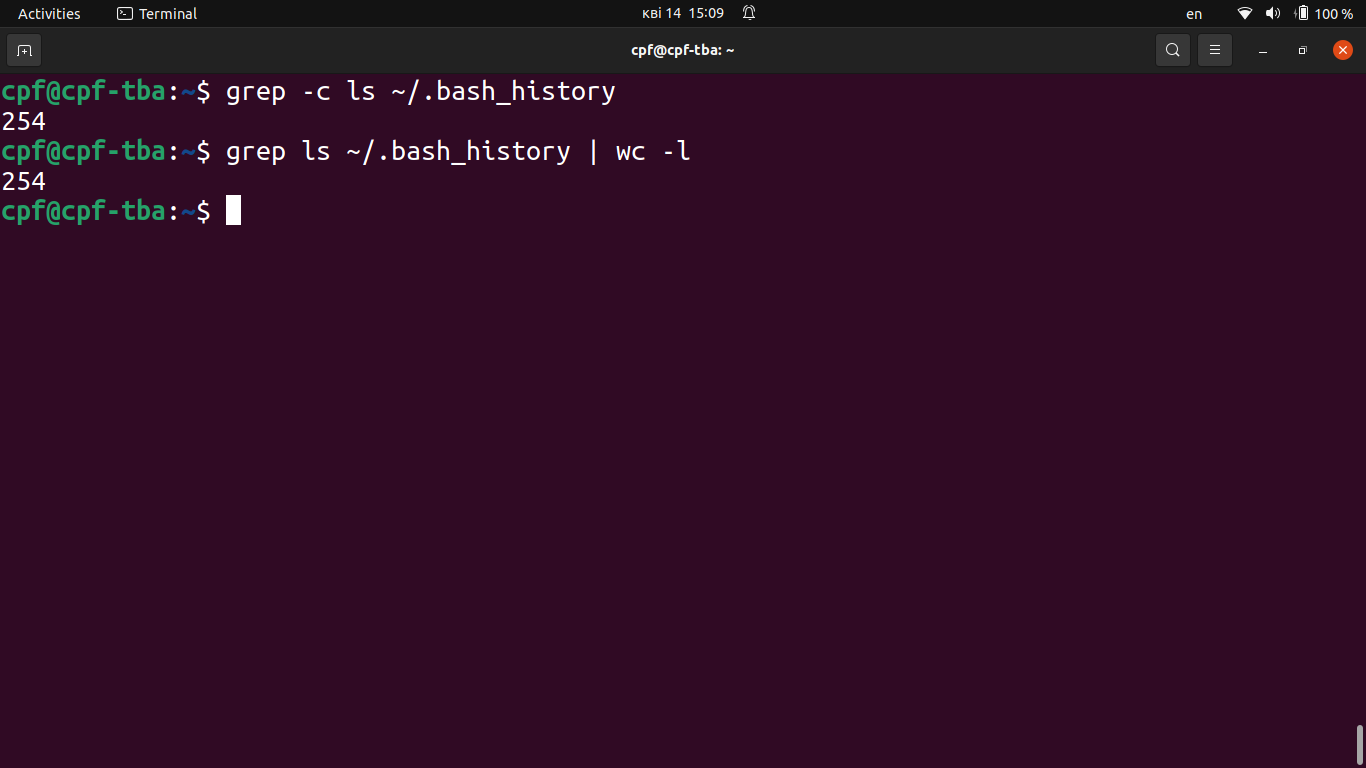 Activities Terminal кві 14 15:09 en 100 %
cpf@cpf-tba: ~
cpf@cpf-tba:~$ grep -c ls ~/.bash_history
254
cpf@cpf-tba:~$ grep ls ~/.bash_history | wc -l
254
cpf@cpf-tba:~$